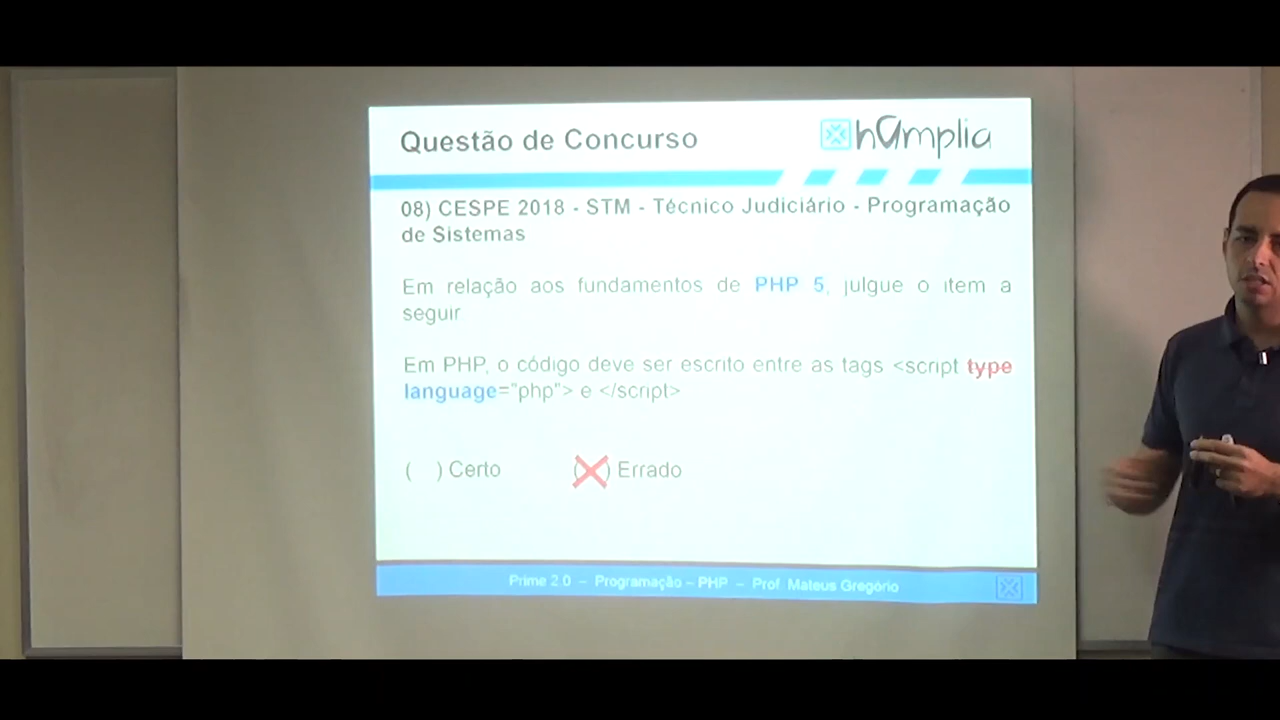 Questão de Concurso
hamplia
08) CESPE 2018 - STM - Técnico Judiciário - Programação
de Sistemas
Em relação aos fundamentos de PHP 5, julgue o item a
seguir
Em PHP, o código deve ser escrito entre as tags <script type
language="php"> e </script>
( ) Certo (X) Errado
Prime 2.0 – Programação – PHP – Prof. Mateus Gregório